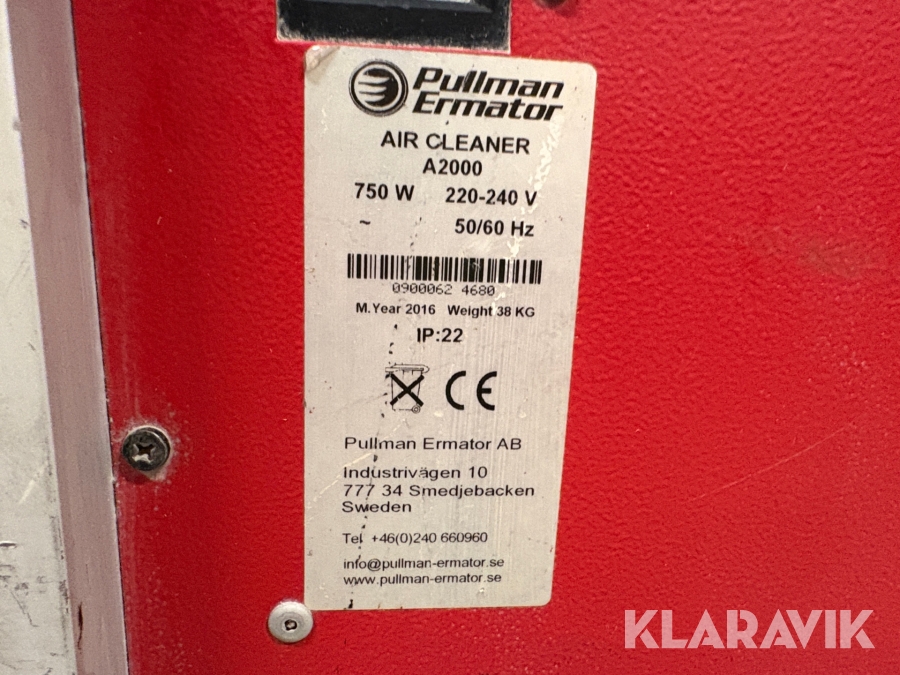 Pullman
Ermator
AIR CLEANER
A2000
750 W 220-240 V
~ 50/60 Hz
0900062 4680
M.Year 2016 Weight 38 KG
IP:22
CE
Pullman Ermator AB
Industrivägen 10
777 34 Smedjebacken
Sweden
Tel +46(0)240 660960
info@pullman-ermator.se
www.pullman-ermator.se
KLARAVIK